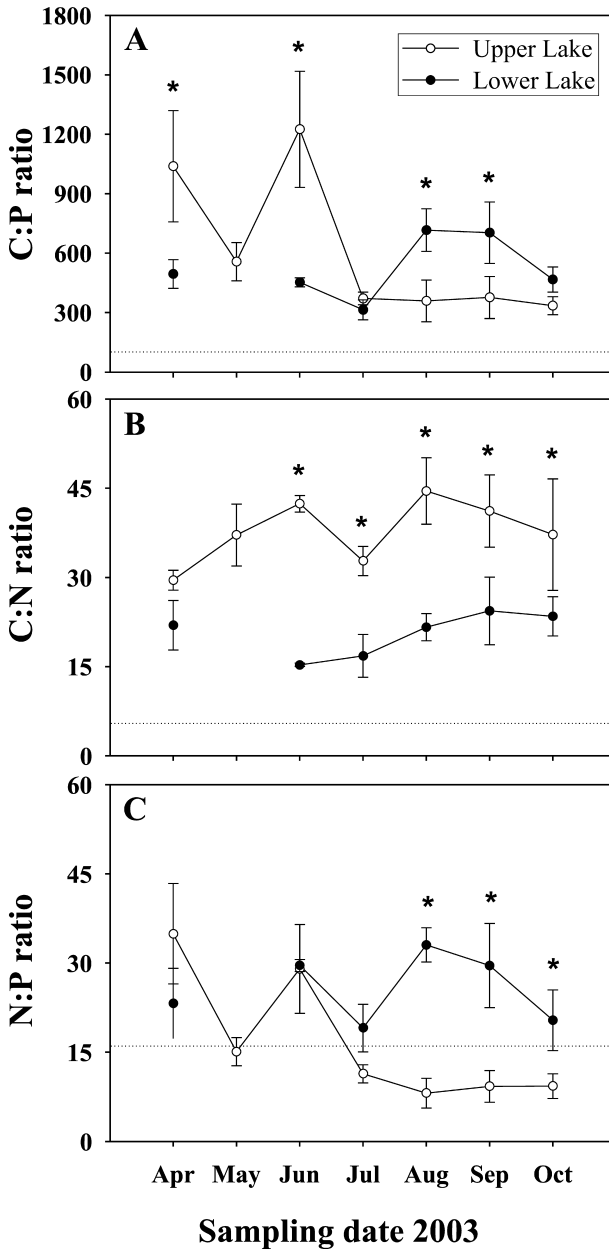 A
Upper Lake
Lower Lake
C:P ratio
1800
1500
1200
900
600
300
0
* * * *
B
C:N ratio
60
45
30
15
0
* * * * *
C
N:P ratio
60
45
30
15
0
* * *
Apr May Jun Jul Aug Sep Oct
Sampling date 2003